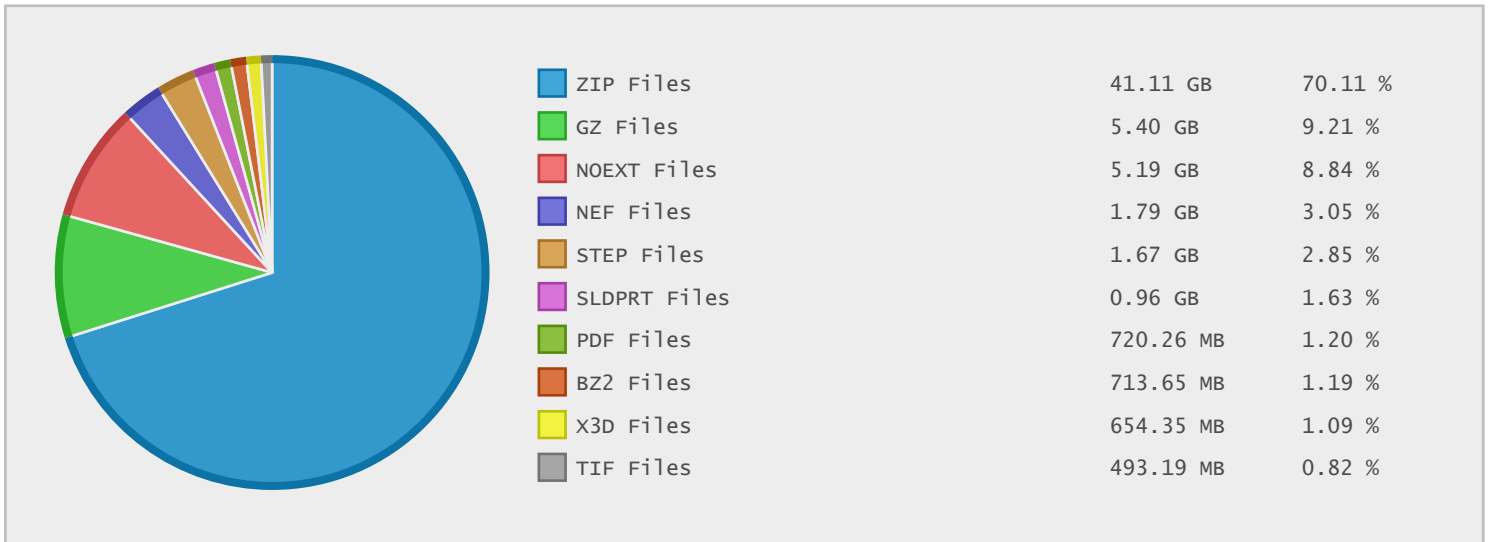 ZIP Files 41.11 GB 70.11 %
GZ Files 5.40 GB 9.21 %
NOEXT Files 5.19 GB 8.84 %
NEF Files 1.79 GB 3.05 %
STEP Files 1.67 GB 2.85 %
SLDPRT Files 0.96 GB 1.63 %
PDF Files 720.26 MB 1.20 %
BZ2 Files 713.65 MB 1.19 %
X3D Files 654.35 MB 1.09 %
TIF Files 493.19 MB 0.82 %